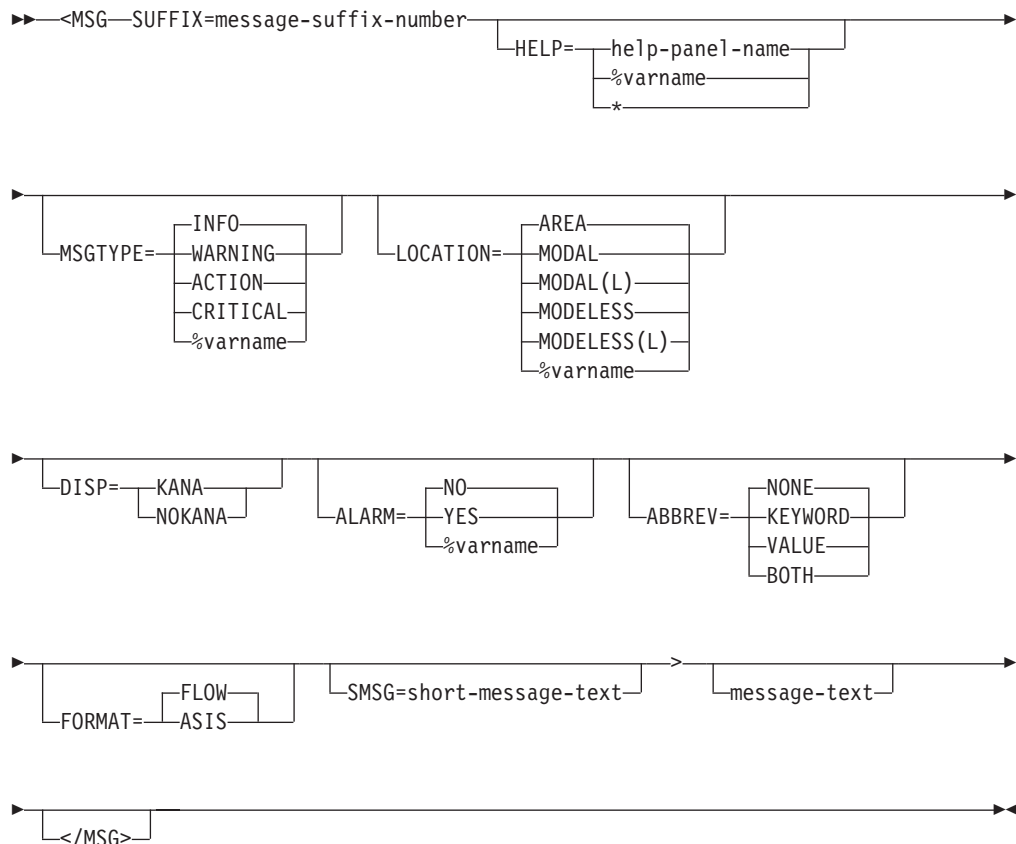 <MSG SUFFIX=message-suffix-number
HELP= help-panel-name
%varname
*
MSGTYPE= INFO
WARNING
ACTION
CRITICAL
%varname
LOCATION= AREA
MODAL
MODAL(L)
MODELESS
MODELESS(L)
%varname
DISP= KANA
NOKANA
ALARM= NO
YES
%varname
ABBREV= NONE
KEYWORD
VALUE
BOTH
FORMAT= FLOW
ASIS
SMSG=short-message-text
>
message-text
</MSG>